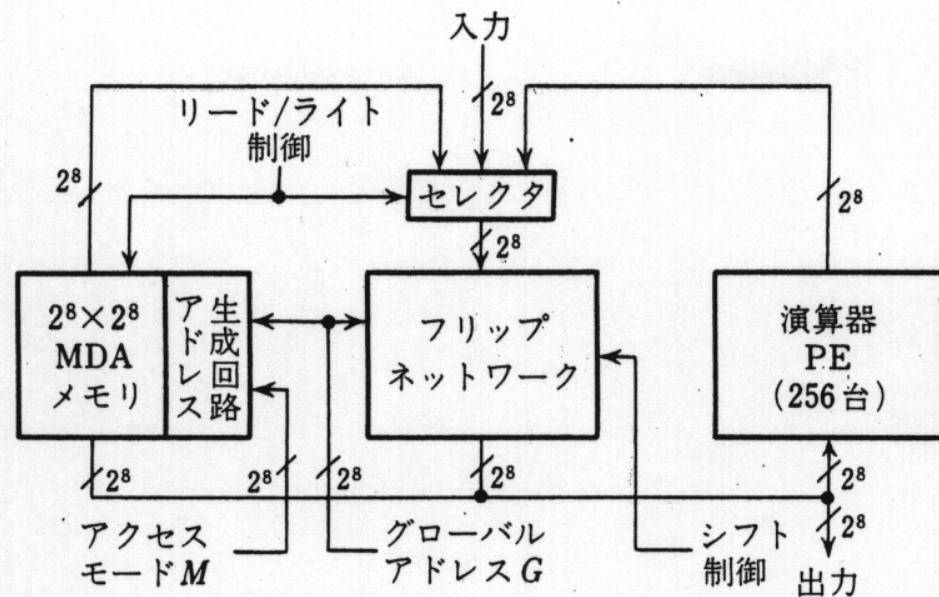 入力
2⁸
リード/ライト
制御
2⁸
セレクタ
2⁸
2⁸
2⁸×2⁸
MDA
メモリ
アドレス
生成回路
フリップ
ネットワーク
演算器
PE
(256台)
2⁸
2⁸
2⁸
2⁸
2⁸
2⁸
アクセス
モードM
グローバル
アドレスG
シフト
制御
出力